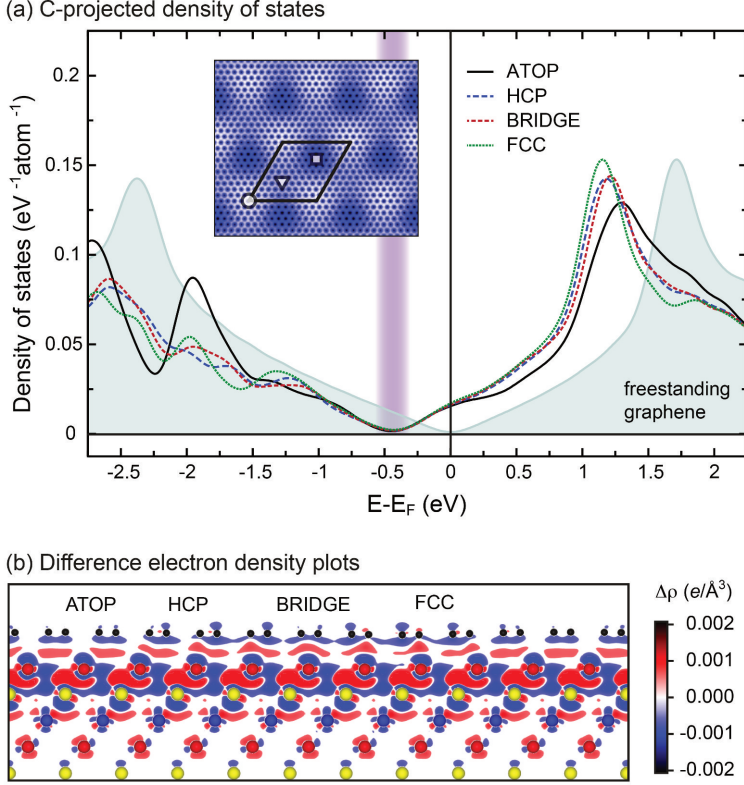 (a) C-projected density of states
Density of states (eV⁻¹atom⁻¹)
0.2
0.15
0.1
0.05
0
ATOP
HCP
BRIDGE
FCC
freestanding
graphene
-2.5 -2 -1.5 -1 -0.5 0 0.5 1 1.5 2
E-E_F (eV)
(b) Difference electron density plots
ATOP HCP BRIDGE FCC
Δρ (e/Å³)
0.002
0.001
0.000
-0.001
-0.002